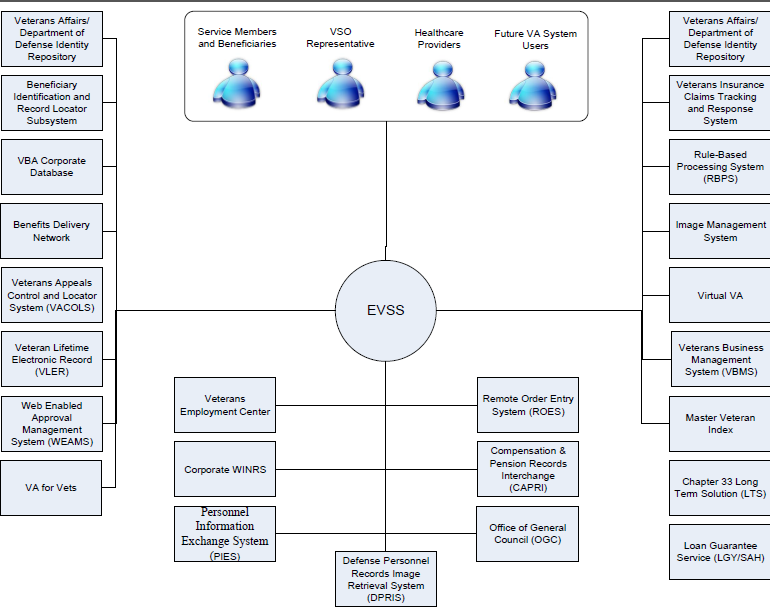 Veterans Affairs/
Department of
Defense Identity
Repository
Beneficiary
Identification and
Record Locator
Subsystem
VBA Corporate
Database
Benefits Delivery
Network
Veterans Appeals
Control and Locator
System (VACOLS)
Veteran Lifetime
Electronic Record
(VLER)
Web Enabled
Approval
Management
System (WEAMS)
VA for Vets
Service Members
and Beneficiaries
VSO
Representative
Healthcare
Providers
Future VA System
Users
EVSS
Veterans
Employment Center
Corporate WINRS
Personnel
Information
Exchange System
(PIES)
Remote Order Entry
System (ROES)
Compensation &
Pension Records
Interchange
(CAPRI)
Office of General
Council (OGC)
Defense Personnel
Records Image
Retrieval System
(DPRIS)
Veterans Affairs/
Department of
Defense Identity
Repository
Veterans Insurance
Claims Tracking
and Response
System
Rule-Based
Processing System
(RBPS)
Image Management
System
Virtual VA
Veterans Business
Management
System (VBMS)
Master Veteran
Index
Chapter 33 Long
Term Solution (LTS)
Loan Guarantee
Service (LGY/SAH)